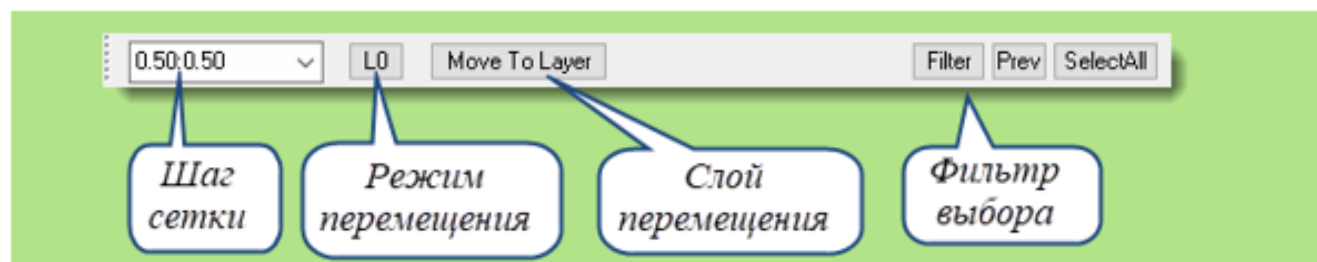 0.50:0.50 L0 Move To Layer Filter Prev SelectAll
Шаг сетки
Режим перемещения
Слой перемещения
Фильтр выбора